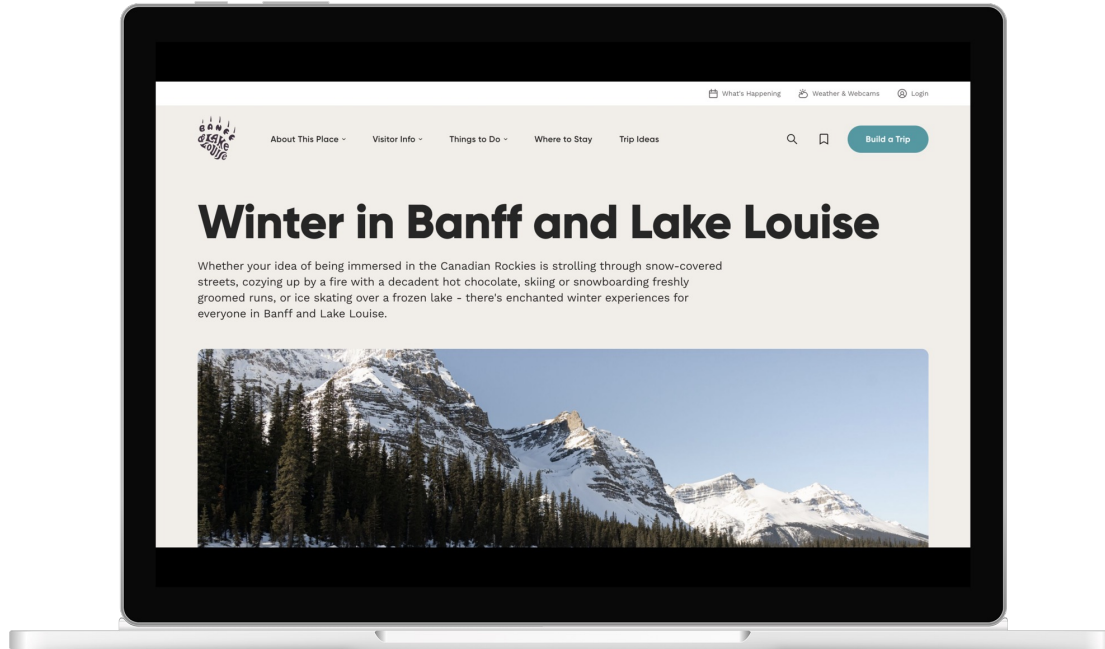 What's Happening Weather & Webcams Login
BANFF
& LAKE
LOUISE
About This Place Visitor Info Things to Do Where to Stay Trip Ideas Build a Trip
Winter in Banff and Lake Louise
Whether your idea of being immersed in the Canadian Rockies is strolling through snow-covered
streets, cozying up by a fire with a decadent hot chocolate, skiing or snowboarding freshly
groomed runs, or ice skating over a frozen lake - there's enchanted winter experiences for
everyone in Banff and Lake Louise.